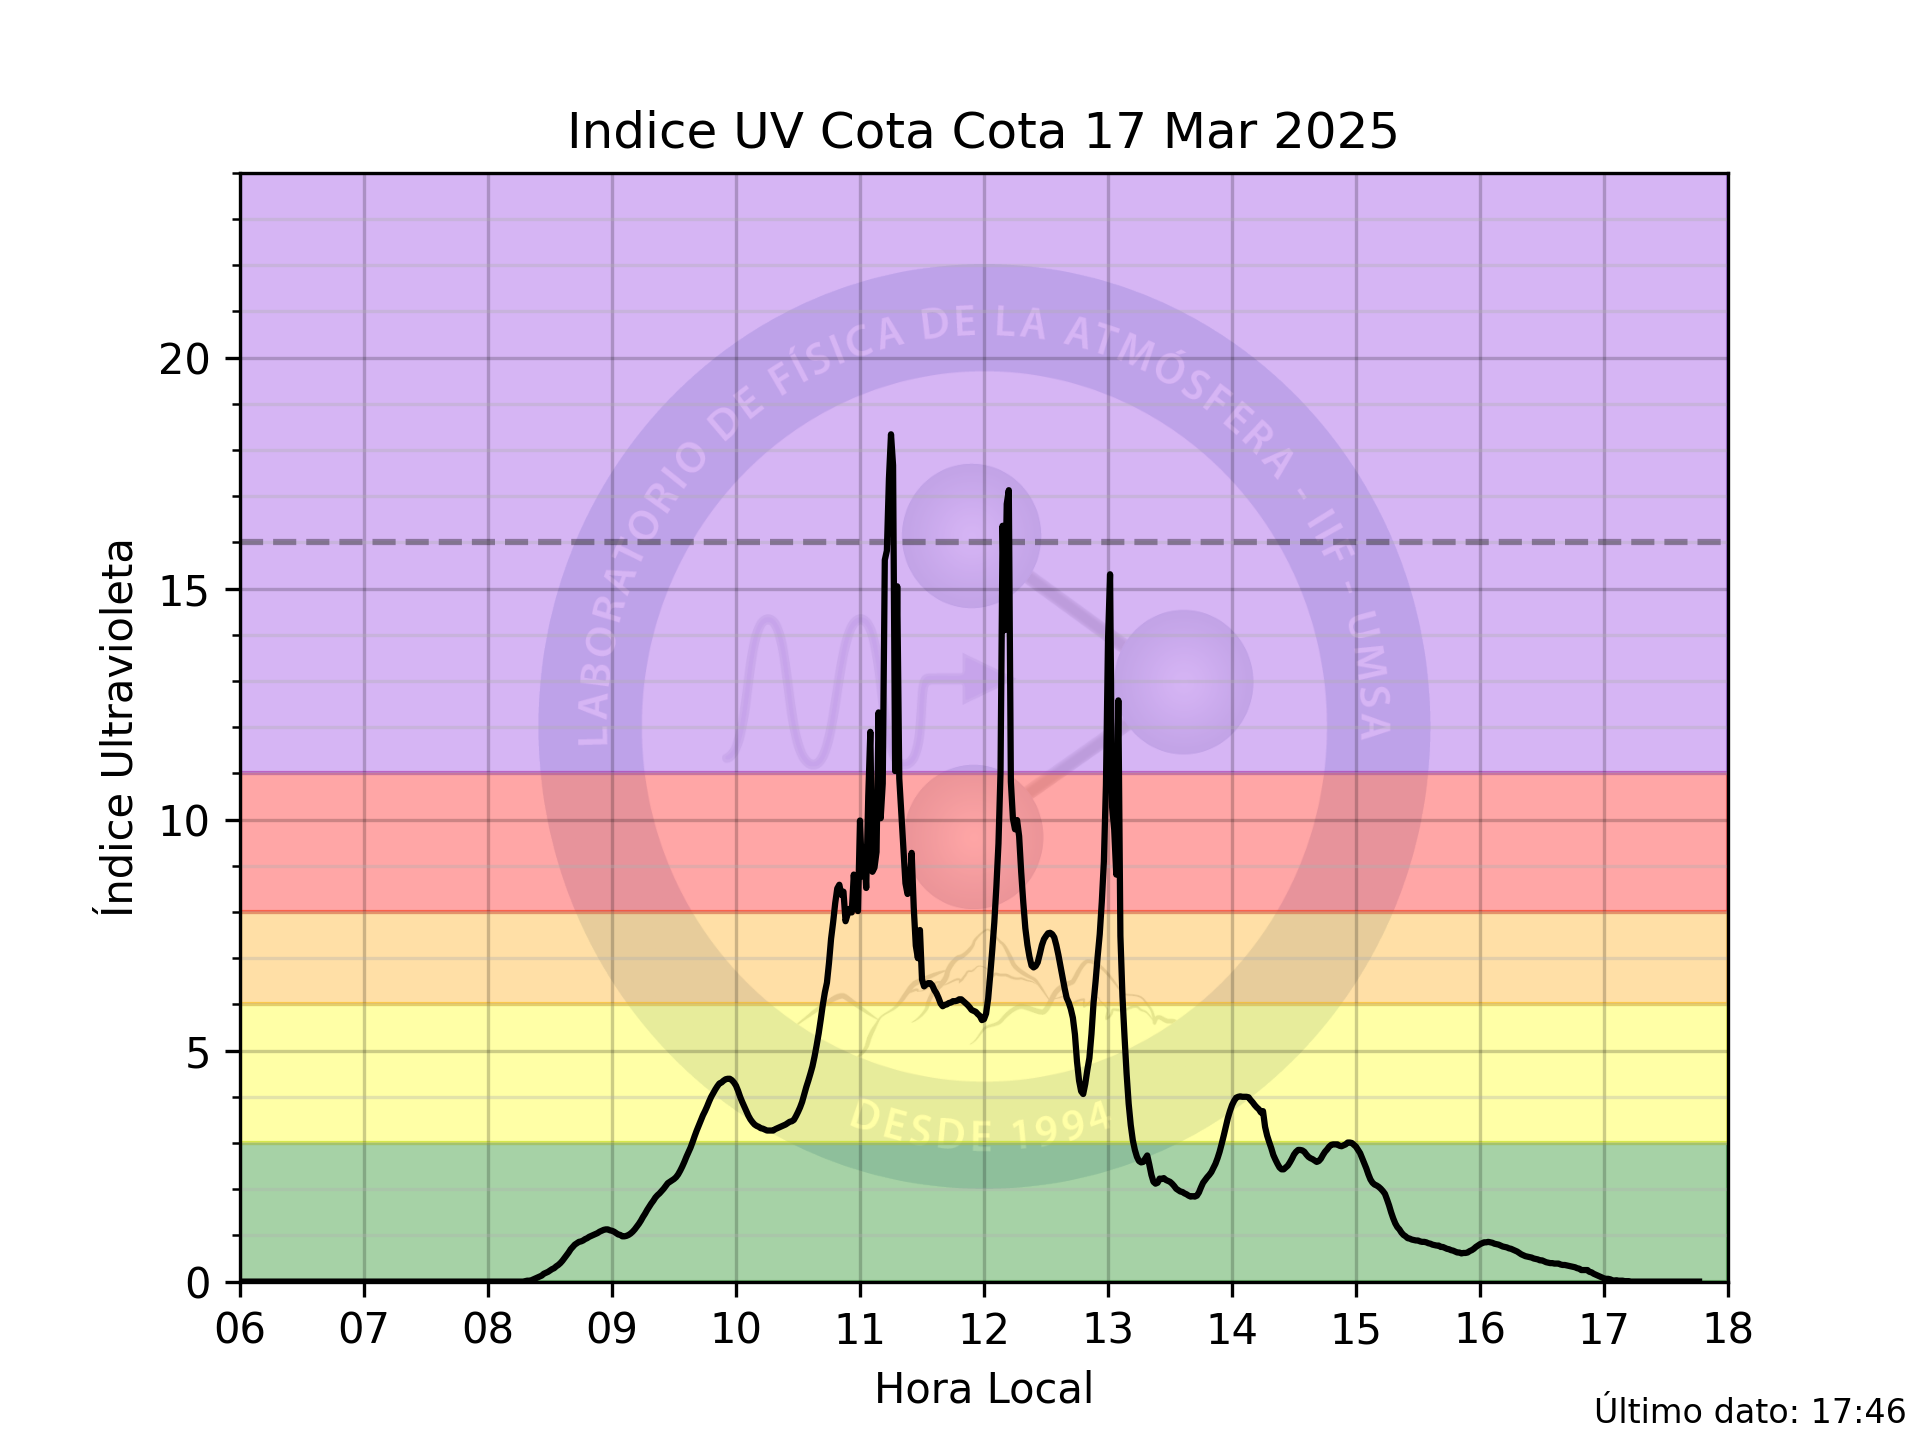 Indice UV Cota Cota 17 Mar 2025
LABORATORIO DE FÍSICA DE LA ATMÓSFERA - IIF - UMSA
DESDE 1994
Índice Ultravioleta
20
15
10
5
0
06 07 08 09 10 11 12 13 14 15 16 17 18
Hora Local
Último dato: 17:46